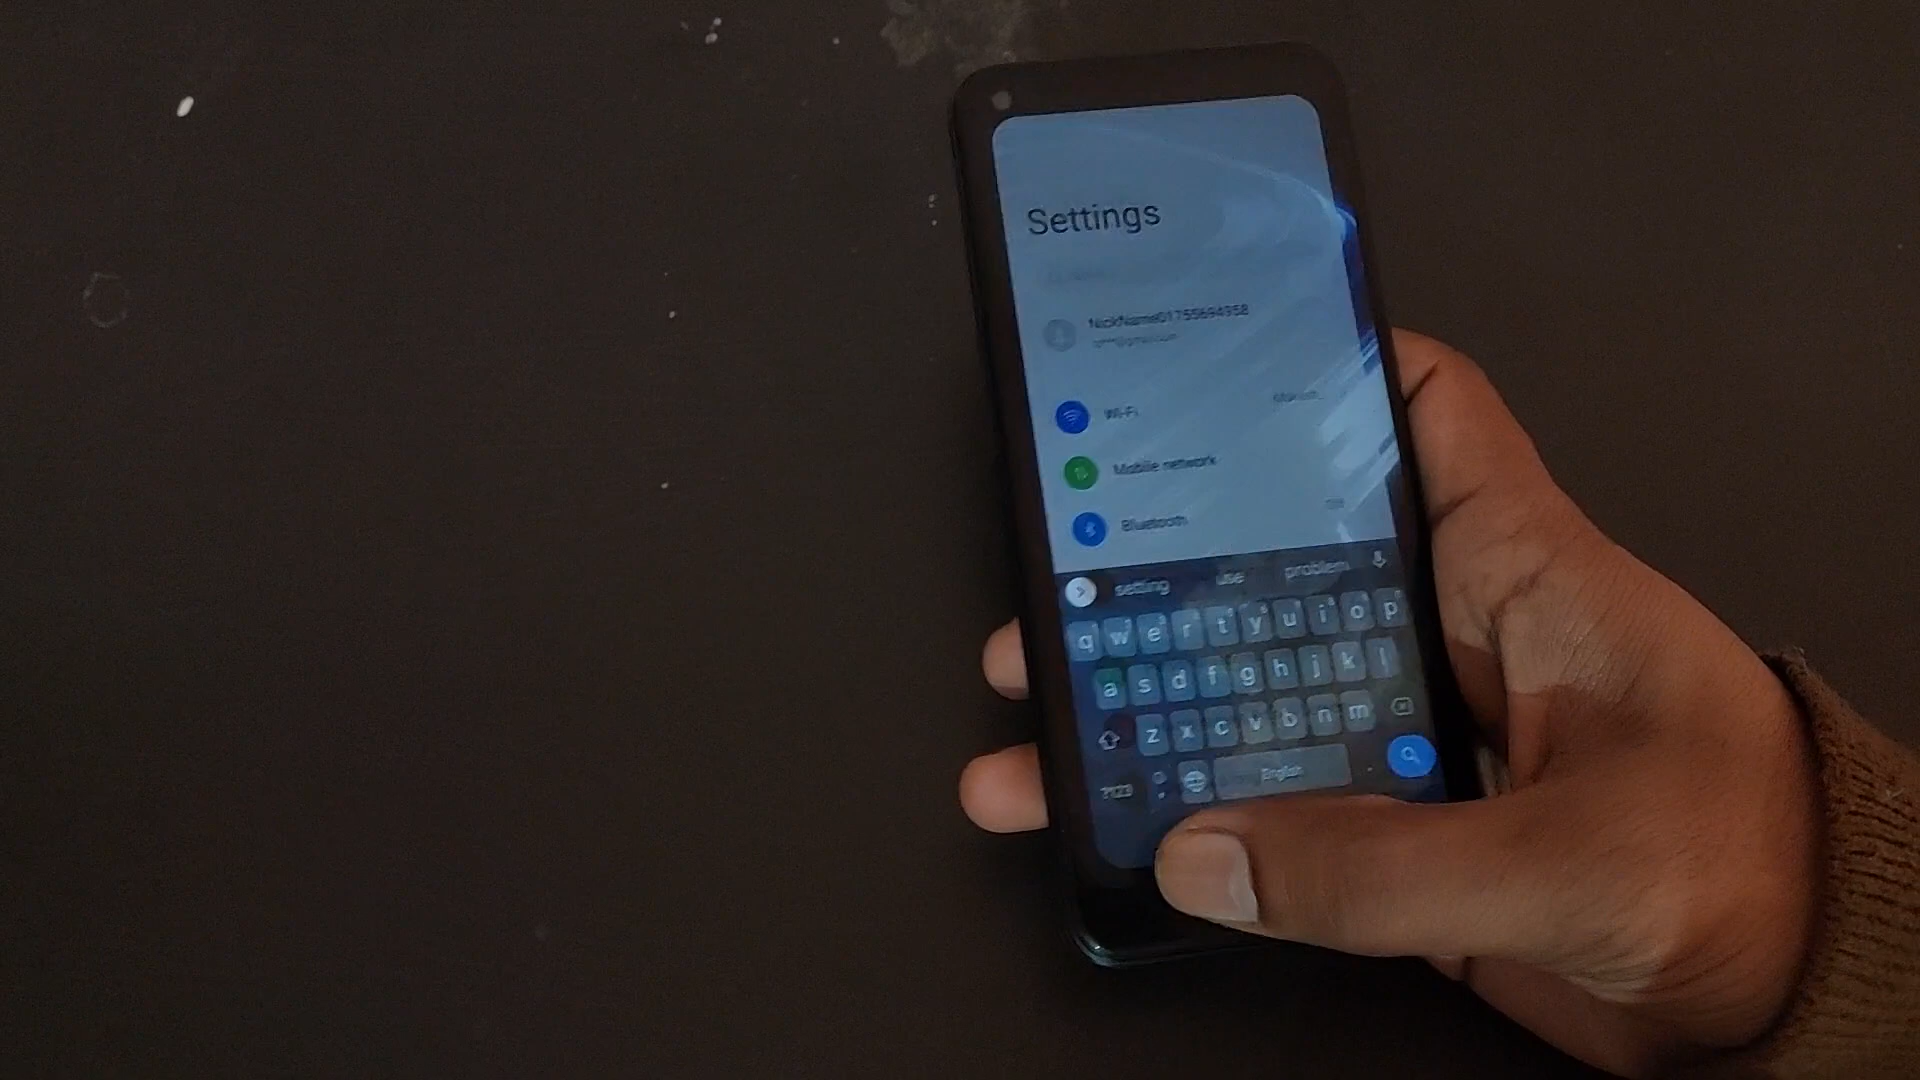 Settings
NickName01755694958
Wi-Fi
Mobile network
Bluetooth
setting use problem
q w e r t y u i o p
a s d f g h j k l
z x c v b n m
?123 English .